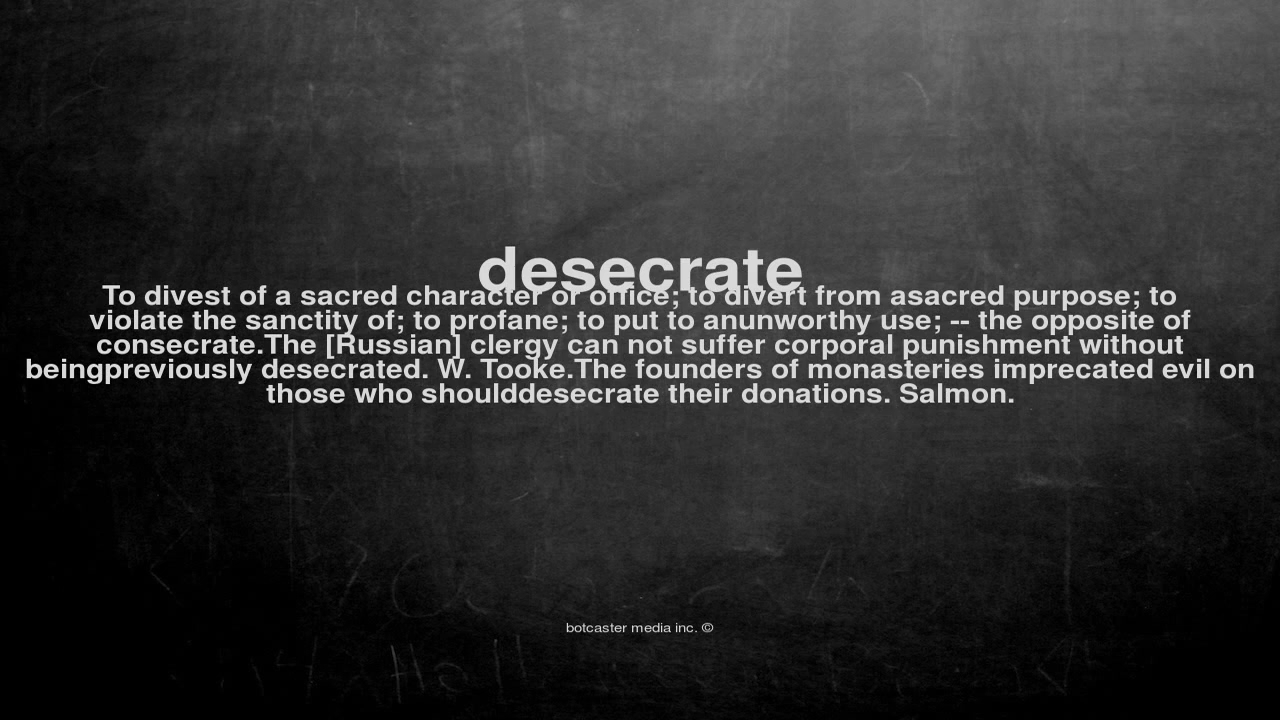 desecrate
To divest of a sacred character or office; to divert from asacred purpose; to
violate the sanctity of; to profane; to put to anunworthy use; -- the opposite of
consecrate.The [Russian] clergy can not suffer corporal punishment without
beingpreviously desecrated. W. Tooke.The founders of monasteries imprecated evil on
those who shoulddesecrate their donations. Salmon.
botcaster media inc. ©